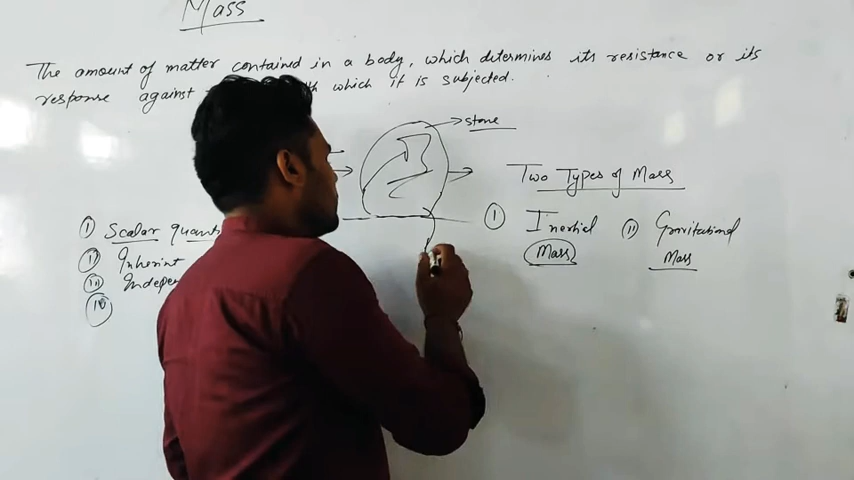 Mass
The amount of matter contained in a body, which determines its resistance or its
response against which it is subjected.
stone
Two Types of Mass
(I) Scalar Quant
(II) Inherint
(III) Indepe
(IV)
(I) Inertial
Mass
(II) Gravitational
Mass